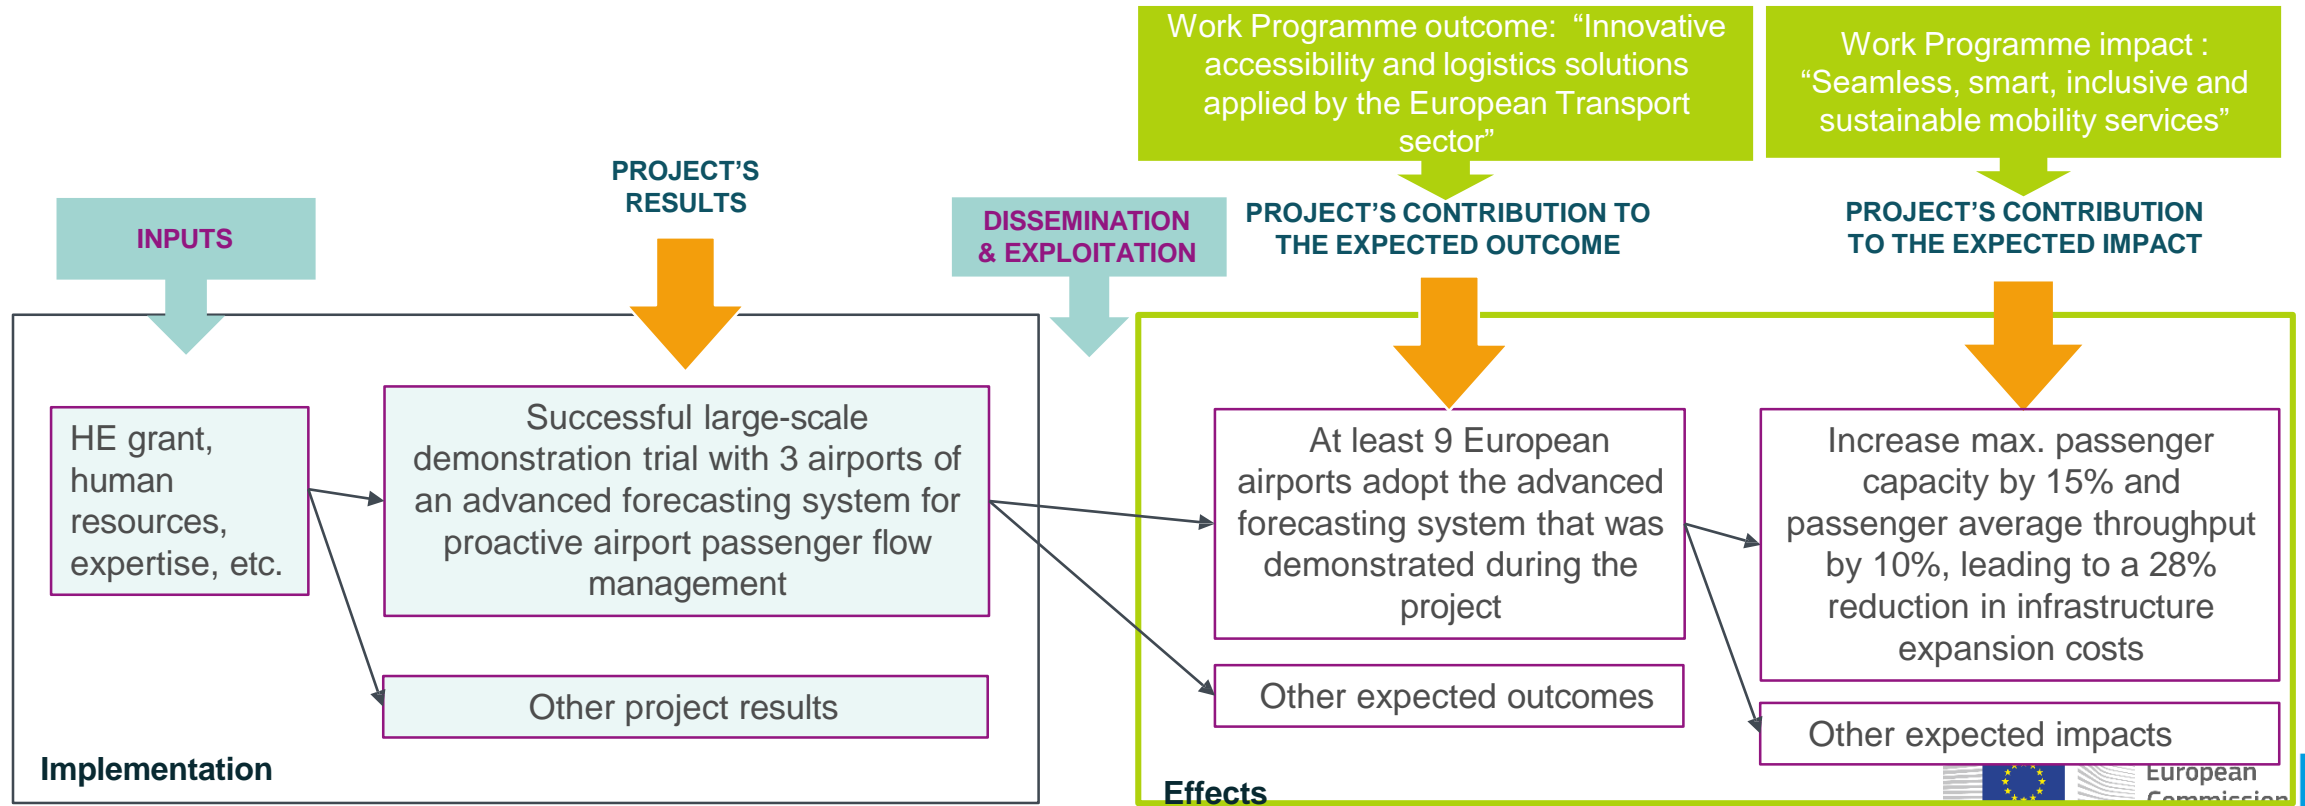 Work Programme outcome: “Innovative
accessibility and logistics solutions
applied by the European Transport
sector”
Work Programme impact :
“Seamless, smart, inclusive and
sustainable mobility services”
INPUTS
PROJECT’S
RESULTS
DISSEMINATION
& EXPLOITATION
PROJECT’S CONTRIBUTION TO
THE EXPECTED OUTCOME
PROJECT’S CONTRIBUTION
TO THE EXPECTED IMPACT
HE grant,
human
resources,
expertise, etc.
Successful large-scale
demonstration trial with 3 airports of
an advanced forecasting system for
proactive airport passenger flow
management
Other project results
Implementation
At least 9 European
airports adopt the advanced
forecasting system that was
demonstrated during the
project
Other expected outcomes
Increase max. passenger
capacity by 15% and
passenger average throughput
by 10%, leading to a 28%
reduction in infrastructure
expansion costs
Other expected impacts
Effects
European
Commission